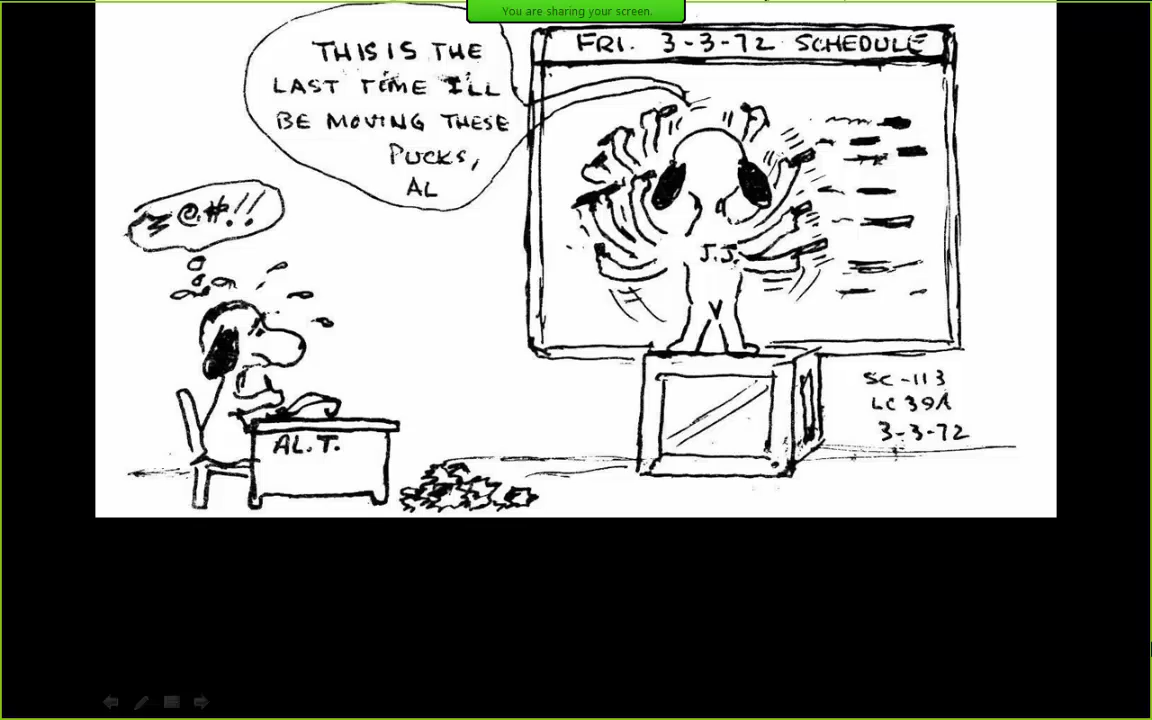 You are sharing your screen.
THIS IS THE
LAST TIME I'LL
BE MOVING THESE
PUCKS,
AL
FRI. 3-3-72 SCHEDULE
@#!!
J.J.
AL.T.
SC-113
LC 39A
3-3-72